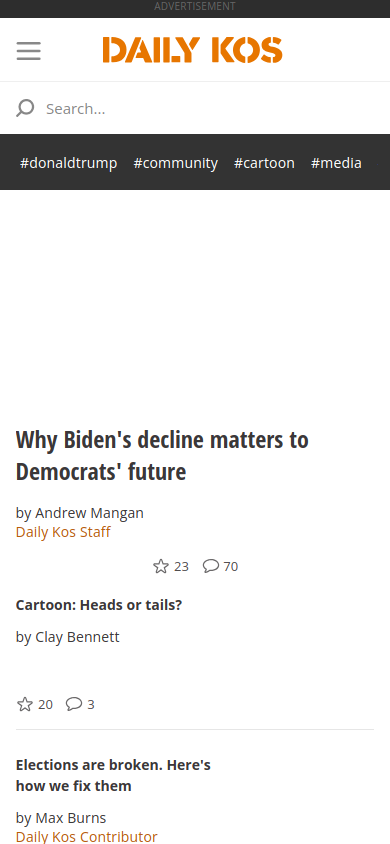 ADVERTISEMENT
DAILY KOS
Search...
#donaldtrump #community #cartoon #media
Why Biden's decline matters to
Democrats' future
by Andrew Mangan
Daily Kos Staff
23 70
Cartoon: Heads or tails?
by Clay Bennett
20 3
Elections are broken. Here's
how we fix them
by Max Burns
Daily Kos Contributor